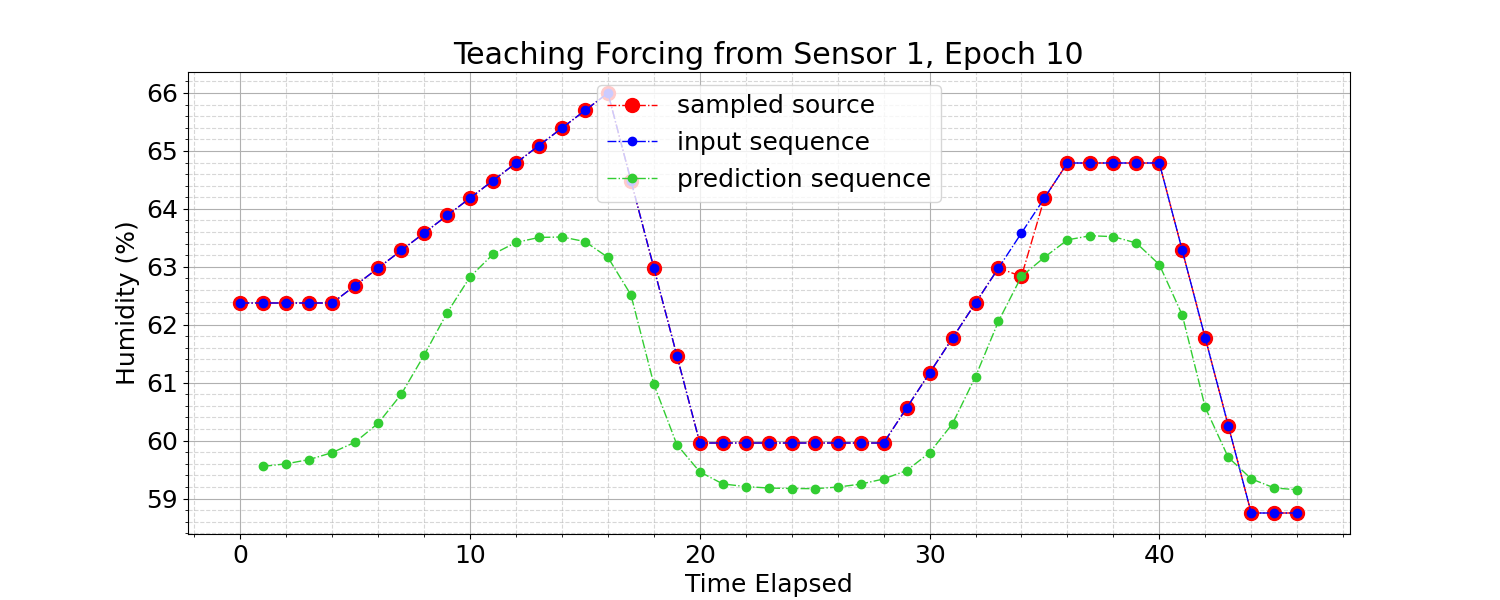 Teaching Forcing from Sensor 1, Epoch 10
66
65
64
63
62
61
60
59
Humidity (%)
sampled source
input sequence
prediction sequence
0 10 20 30 40
Time Elapsed